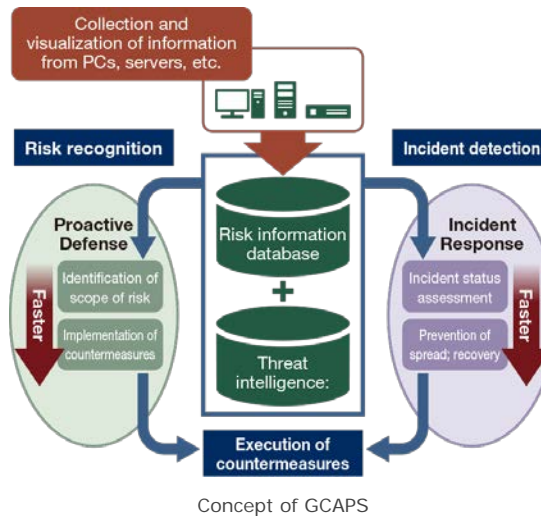 Collection and
visualization of information
from PCs, servers, etc.
Risk recognition
Incident detection
Proactive
Defense
Identification of
scope of risk
Implementation of
countermeasures
Faster
Risk information
database
+
Threat
intelligence:
Incident
Response
Incident status
assessment
Prevention of
spread; recovery
Faster
Execution of
countermeasures
Concept of GCAPS